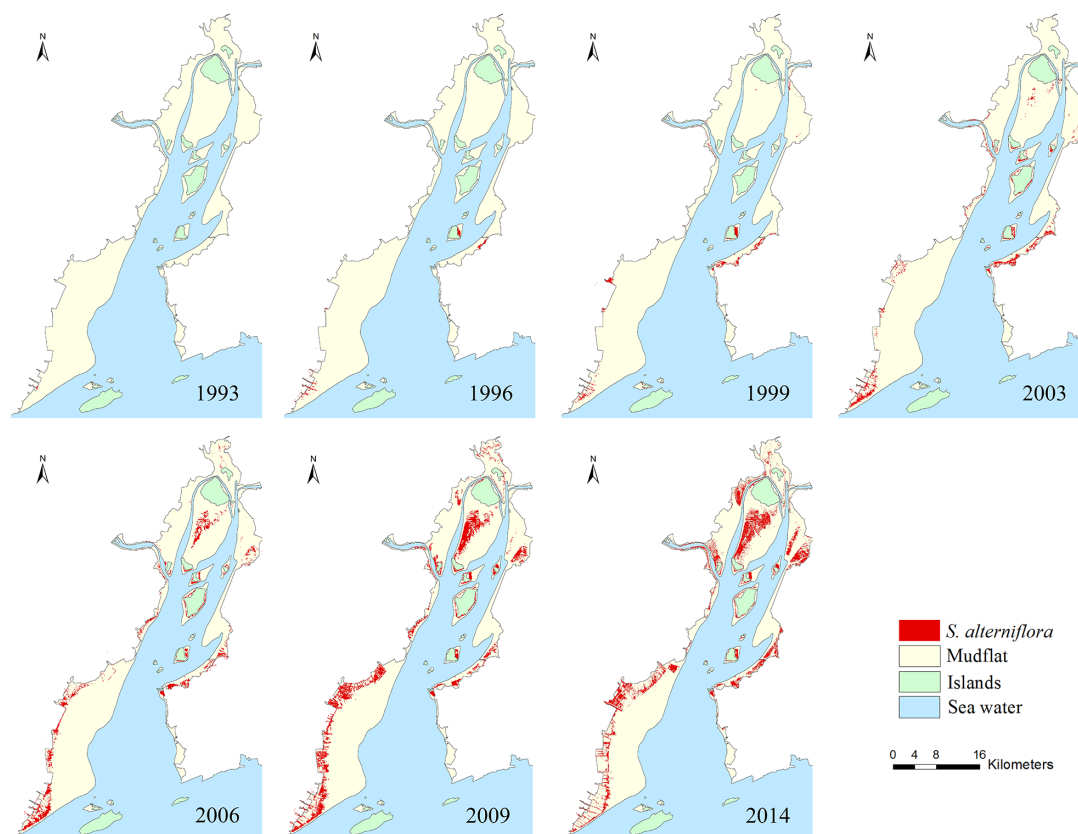 N
N
N
N
1993
1996
1999
2003
N
N
N
S. alterniflora
Mudflat
Islands
Sea water
0 4 8 16
Kilometers
2006
2009
2014